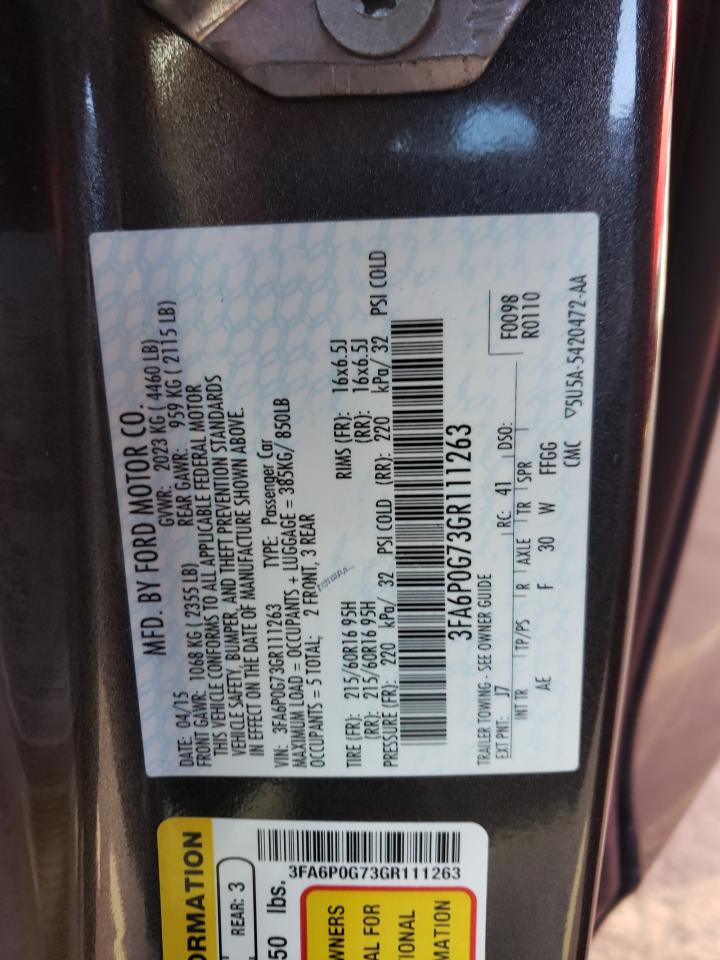 MFD. BY FORD MOTOR CO.
DATE: 04/15 GVWR: 2023 KG ( 4460 LB)
FRONT GAWR: 1068 KG ( 2355 LB) REAR GAWR: 959 KG ( 2115 LB)
THIS VEHICLE CONFORMS TO ALL APPLICABLE FEDERAL MOTOR
VEHICLE SAFETY, BUMPER, AND THEFT PREVENTION STANDARDS
IN EFFECT ON THE DATE OF MANUFACTURE SHOWN ABOVE.
VIN: 3FA6P0G73GR111263 TYPE: Passenger Car
MAXIMUM LOAD = OCCUPANTS + LUGGAGE = 385KG/ 850LB
OCCUPANTS = 5 TOTAL; 2 FRONT, 3 REAR
TIRE (FR): 215/60R16 95H RIMS (FR): 16x6.5J
(RR): 215/60R16 95H (RR): 16x6.5J
PRESSURE (FR): 220 kPa/ 32 PSI COLD (RR): 220 kPa/ 32 PSI COLD
3FA6P0G73GR111263
TRAILER TOWING - SEE OWNER GUIDE
F0098
R0110
EXT PNT: J7 RC: 41 DSO:
INT TR TP/PS R AXLE TR SPR
AE F 30 W FFGG
CMC ▽5U5A-5420472-AA
ORMATION
REAR: 3
50 lbs.
3FA6P0G73GR111263
WNERS
AL FOR
IONAL
MATION